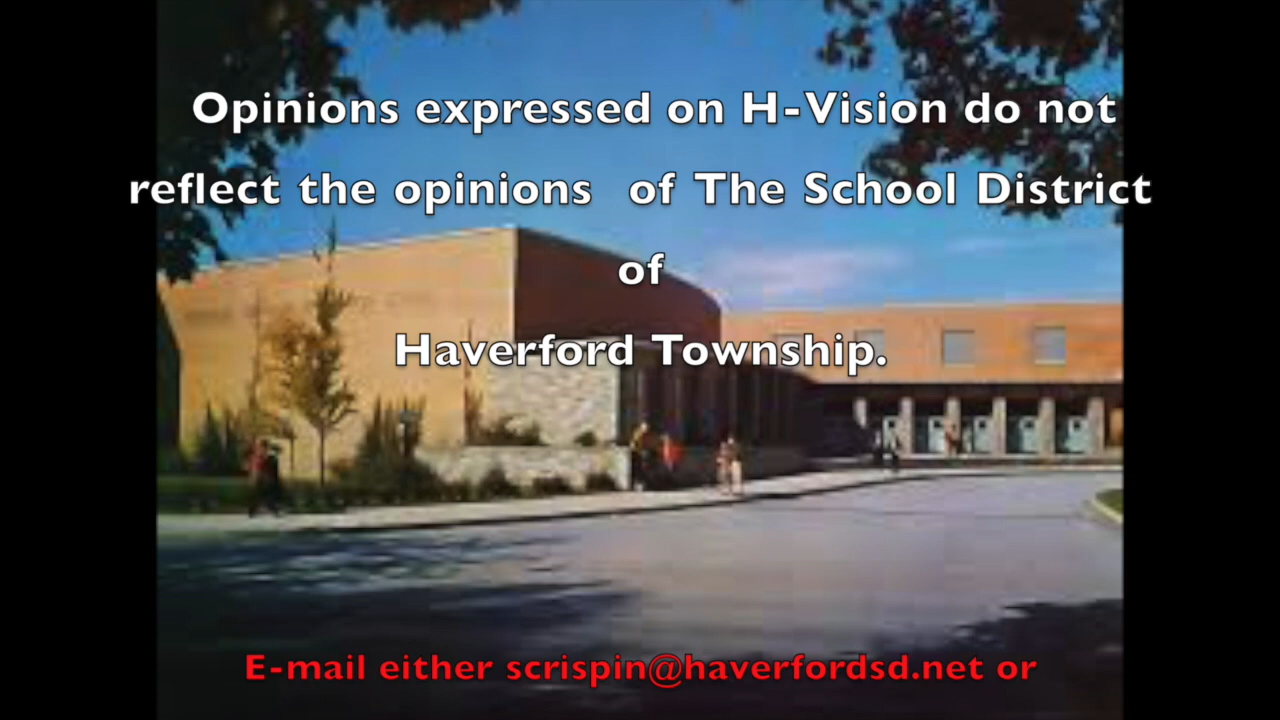 Opinions expressed on H-Vision do not
reflect the opinions of The School District
of
Haverford Township.
E-mail either scrispin@haverfordsd.net or